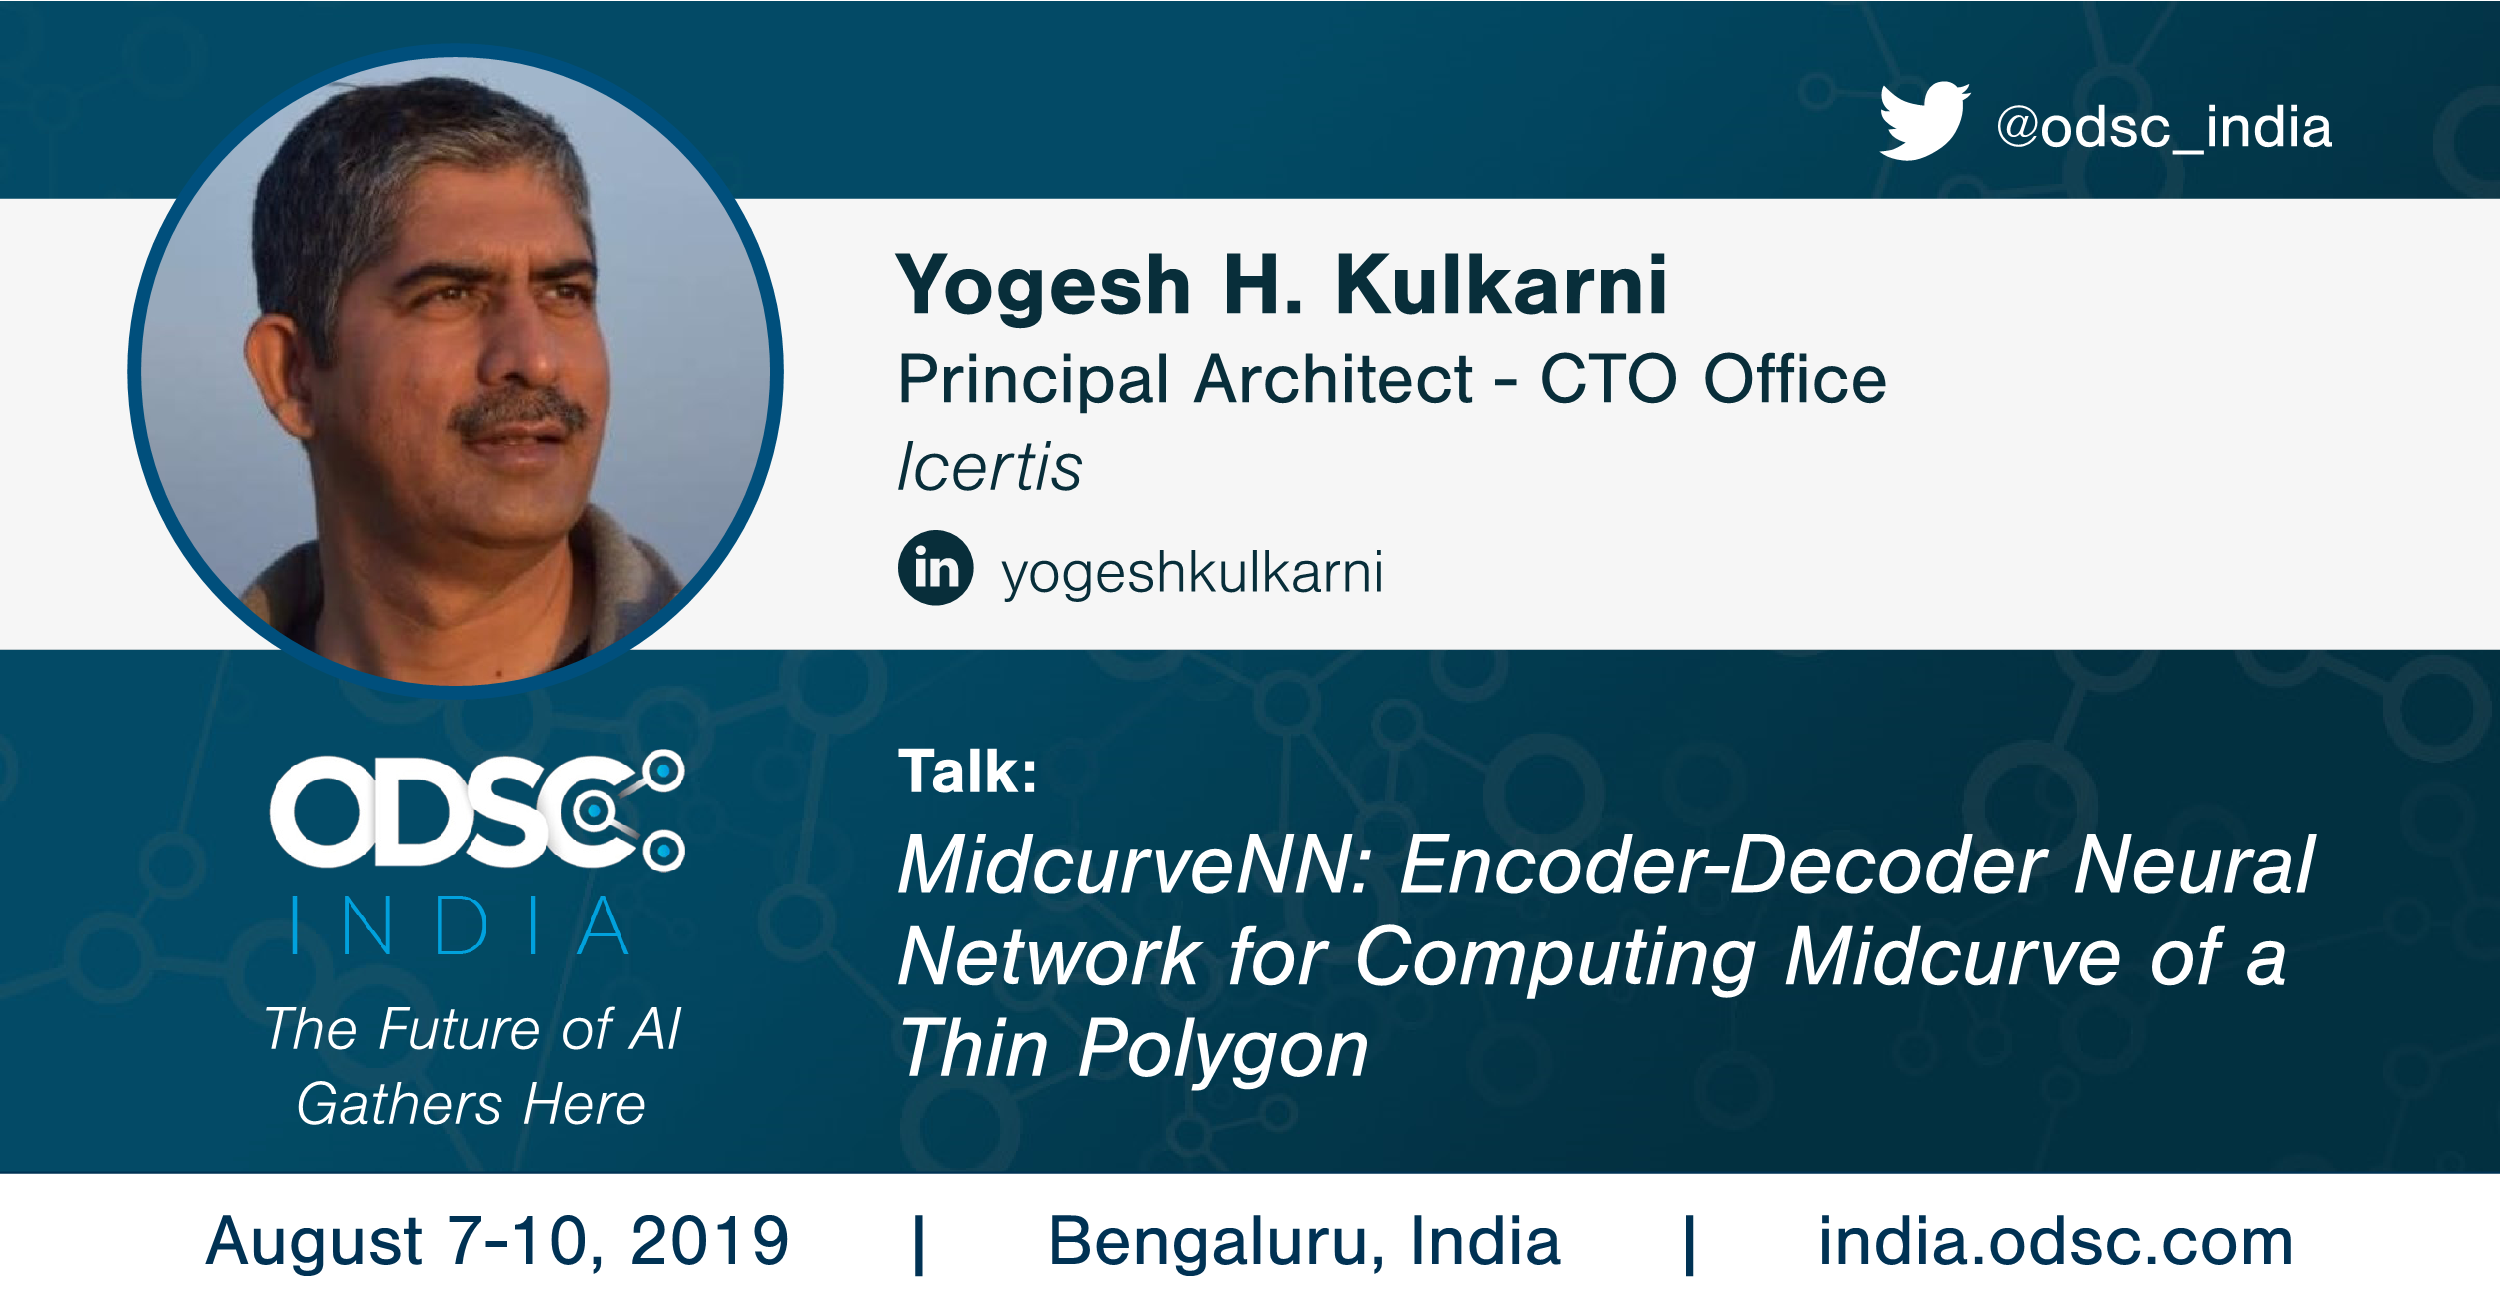 @odsc_india
Yogesh H. Kulkarni
Principal Architect - CTO Office
Icertis
in yogeshkulkarni
ODSC
INDIA
The Future of AI
Gathers Here
Talk:
MidcurveNN: Encoder-Decoder Neural
Network for Computing Midcurve of a
Thin Polygon
August 7-10, 2019 | Bengaluru, India | india.odsc.com